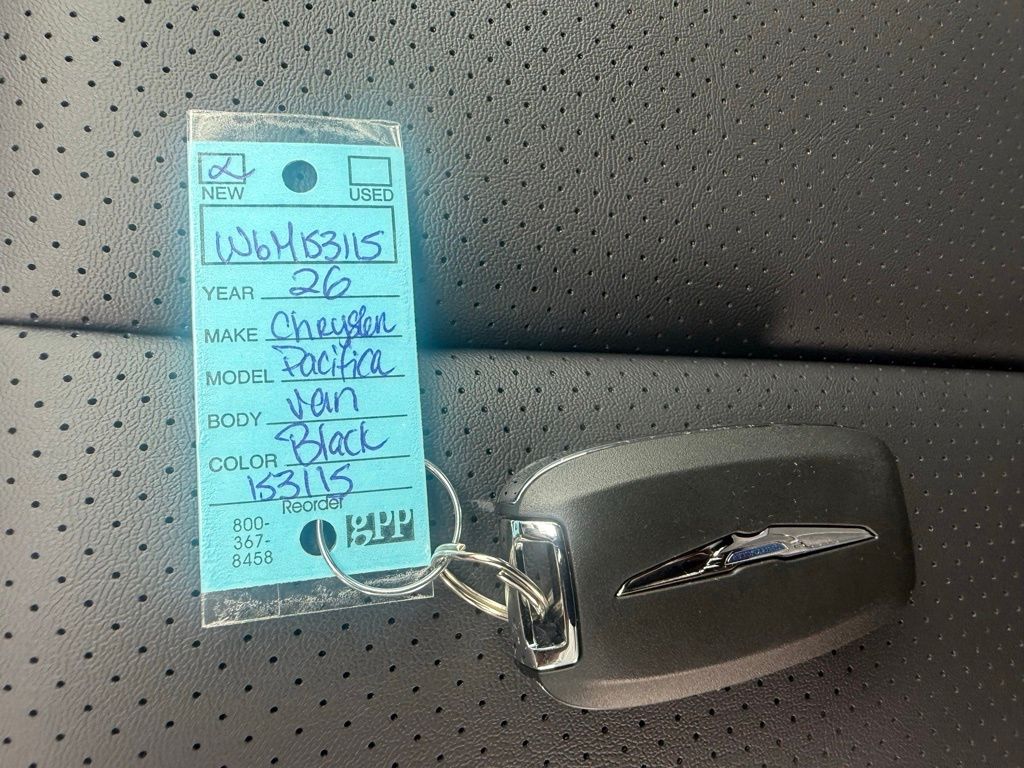 X
NEW USED
W6M153115
YEAR 26
MAKE Chrysler
MODEL Pacifica
BODY Van
COLOR Black
153115
Reorder
800-
367-
8458
gpp